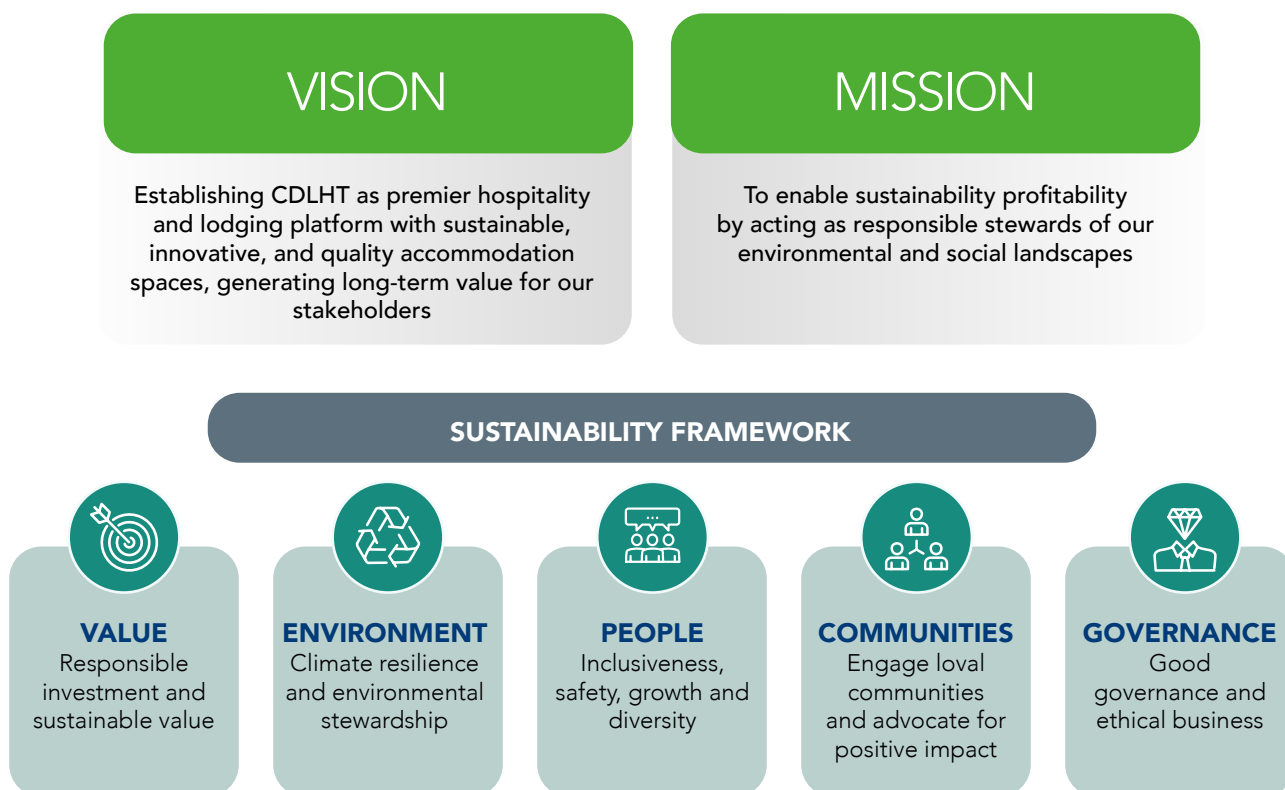 VISION
Establishing CDLHT as premier hospitality
and lodging platform with sustainable,
innovative, and quality accommodation
spaces, generating long-term value for our
stakeholders
MISSION
To enable sustainability profitability
by acting as responsible stewards of our
environmental and social landscapes
SUSTAINABILITY FRAMEWORK
VALUE
Responsible
investment and
sustainable value
ENVIRONMENT
Climate resilience
and environmental
stewardship
PEOPLE
Inclusiveness,
safety, growth and
diversity
COMMUNITIES
Engage loval
communities
and advocate for
positive impact
GOVERNANCE
Good
governance and
ethical business